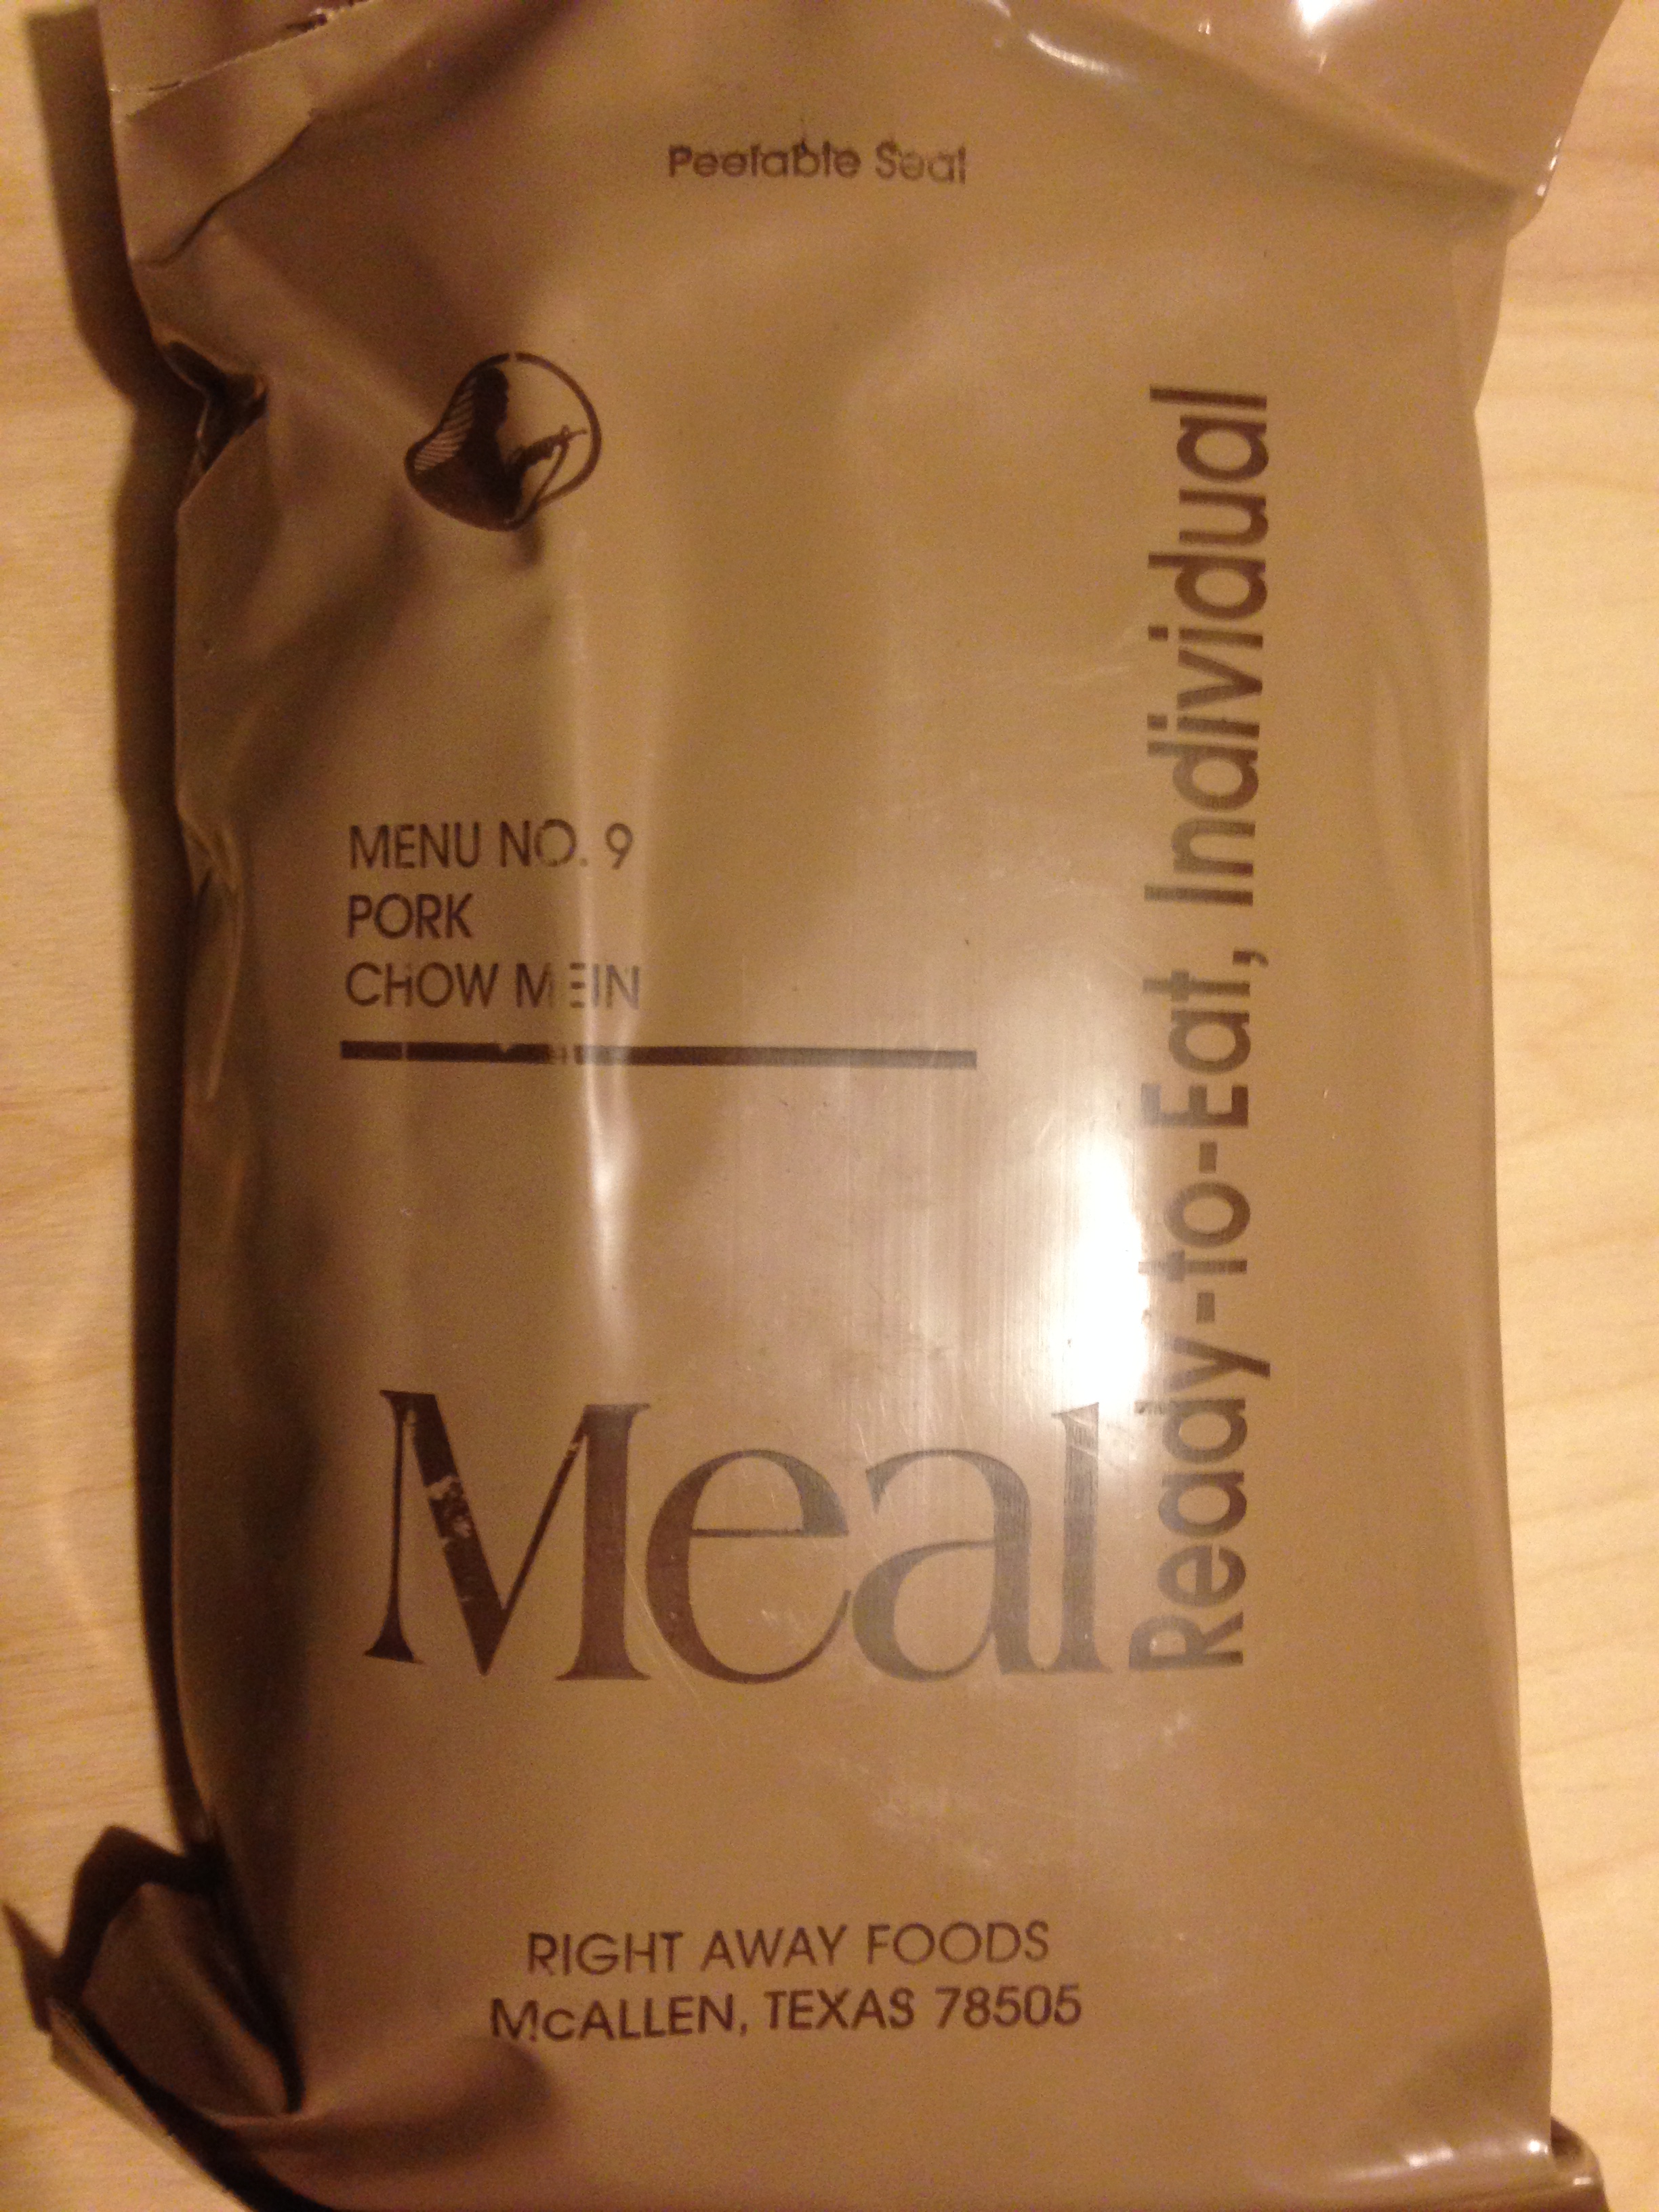 Peelable Seal
MENU NO. 9
PORK
CHOW MEIN
Meal
Ready-to-Eat, Individual
RIGHT AWAY FOODS
McALLEN, TEXAS 78505